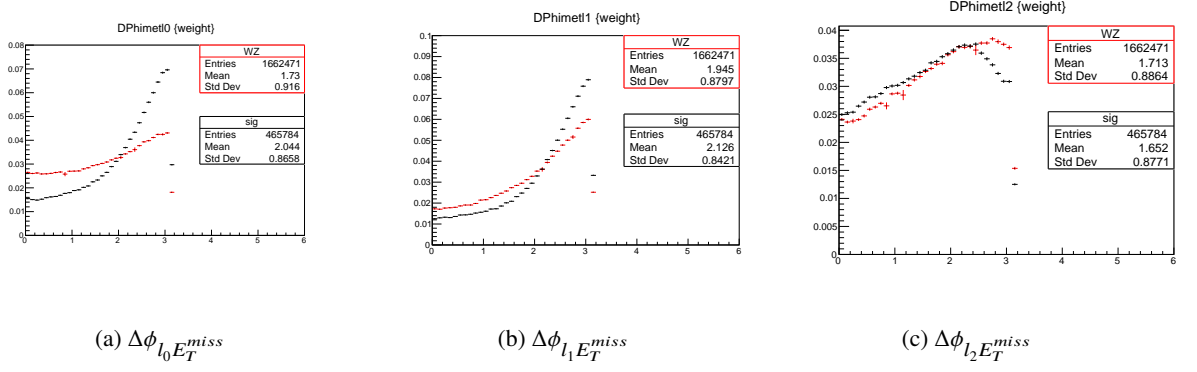 DPhimetl0 {weight}
WZ
Entries 1662471
Mean 1.73
Std Dev 0.916
sig
Entries 465784
Mean 2.044
Std Dev 0.8658
0.08
0.07
0.06
0.05
0.04
0.03
0.02
0.01
0
0 1 2 3 4 5 6
(a) Δϕ_{l_0 E_T^{miss}}
DPhimetl1 {weight}
WZ
Entries 1662471
Mean 1.945
Std Dev 0.8797
sig
Entries 465784
Mean 2.126
Std Dev 0.8421
0.1
0.09
0.08
0.07
0.06
0.05
0.04
0.03
0.02
0.01
0
0 1 2 3 4 5 6
(b) Δϕ_{l_1 E_T^{miss}}
DPhimetl2 {weight}
WZ
Entries 1662471
Mean 1.713
Std Dev 0.8864
sig
Entries 465784
Mean 1.652
Std Dev 0.8771
0.04
0.035
0.03
0.025
0.02
0.015
0.01
0.005
0
0 1 2 3 4 5 6
(c) Δϕ_{l_2 E_T^{miss}}